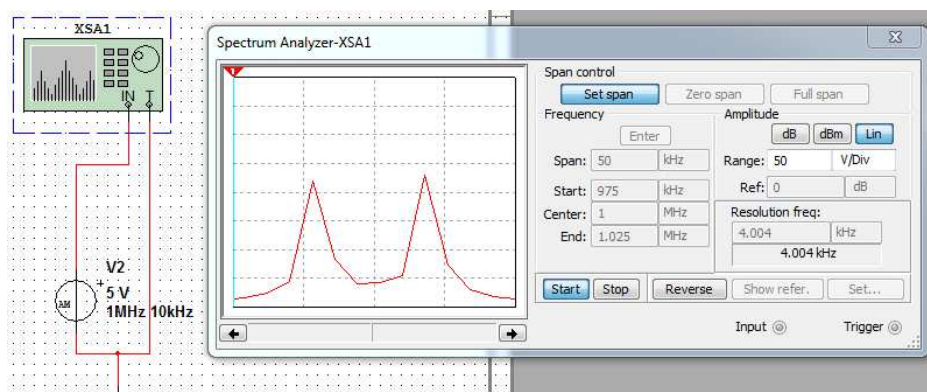 XSA1
IN T
V2
5 V
1MHz 10kHz
AM
Spectrum Analyzer-XSA1
1
Span control
Set span Zero span Full span
Frequency
Enter
Span: 50 kHz
Start: 975 kHz
Center: 1 MHz
End: 1.025 MHz
Amplitude
dB dBm Lin
Range: 50 V/Div
Ref: 0 dB
Resolution freq:
4.004 kHz
4.004 kHz
Start Stop Reverse Show refer. Set...
Input Trigger